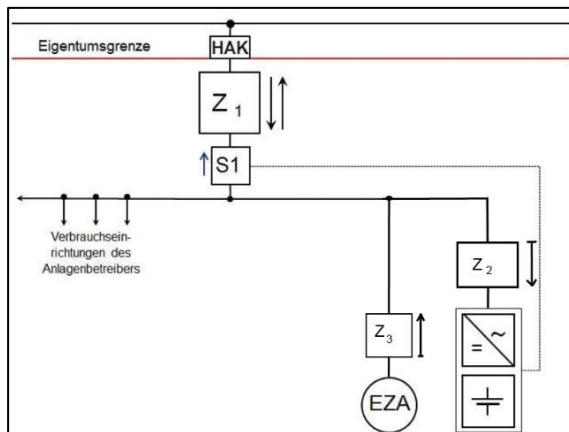 Eigentumsgrenze
HAK
Z 1
S1
Verbrauchsein-
richtungen des
Anlagenbetreibers
Z 2
Z 3
= ~
EZA